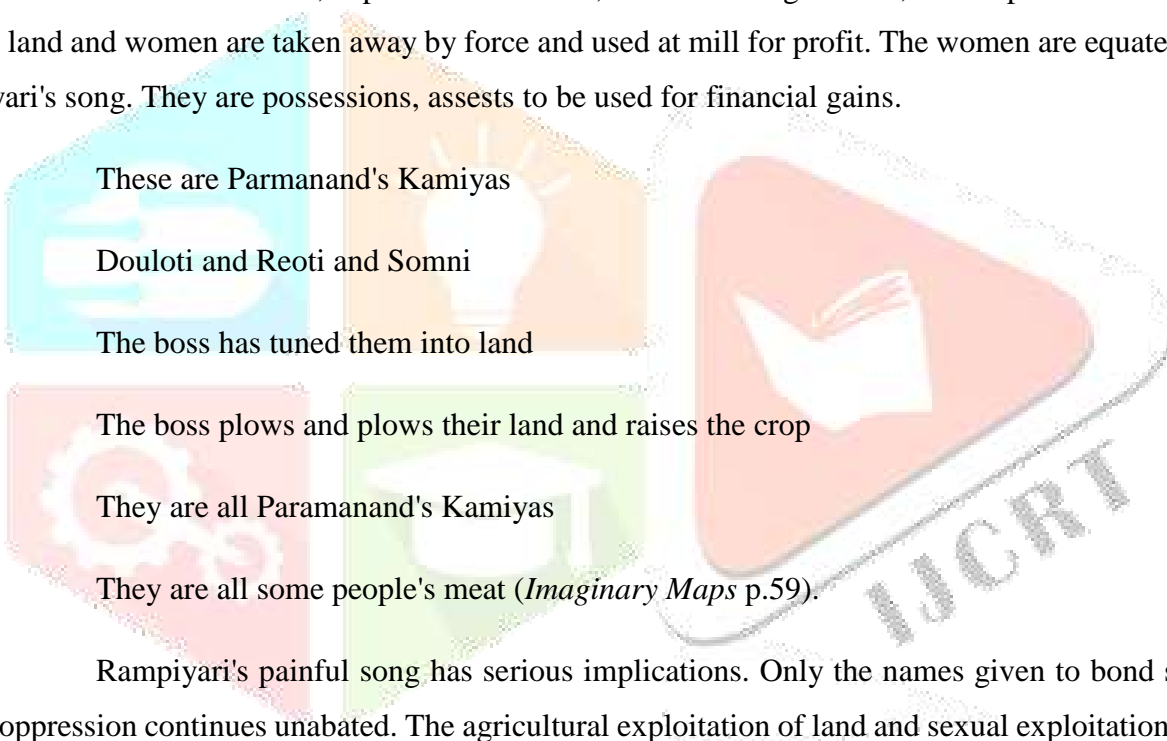 land and women are taken away by force and used at mill for profit. The women are equate
yari's song. They are possessions, assests to be used for financial gains.
These are Parmanand's Kamiyas
Douloti and Reoti and Somni
The boss has tuned them into land
The boss plows and plows their land and raises the crop
They are all Paramanand's Kamiyas
They are all some people's meat (Imaginary Maps p.59).
Rampiyari's painful song has serious implications. Only the names given to bond s
oppression continues unabated. The agricultural exploitation of land and sexual exploitation
IJCRT